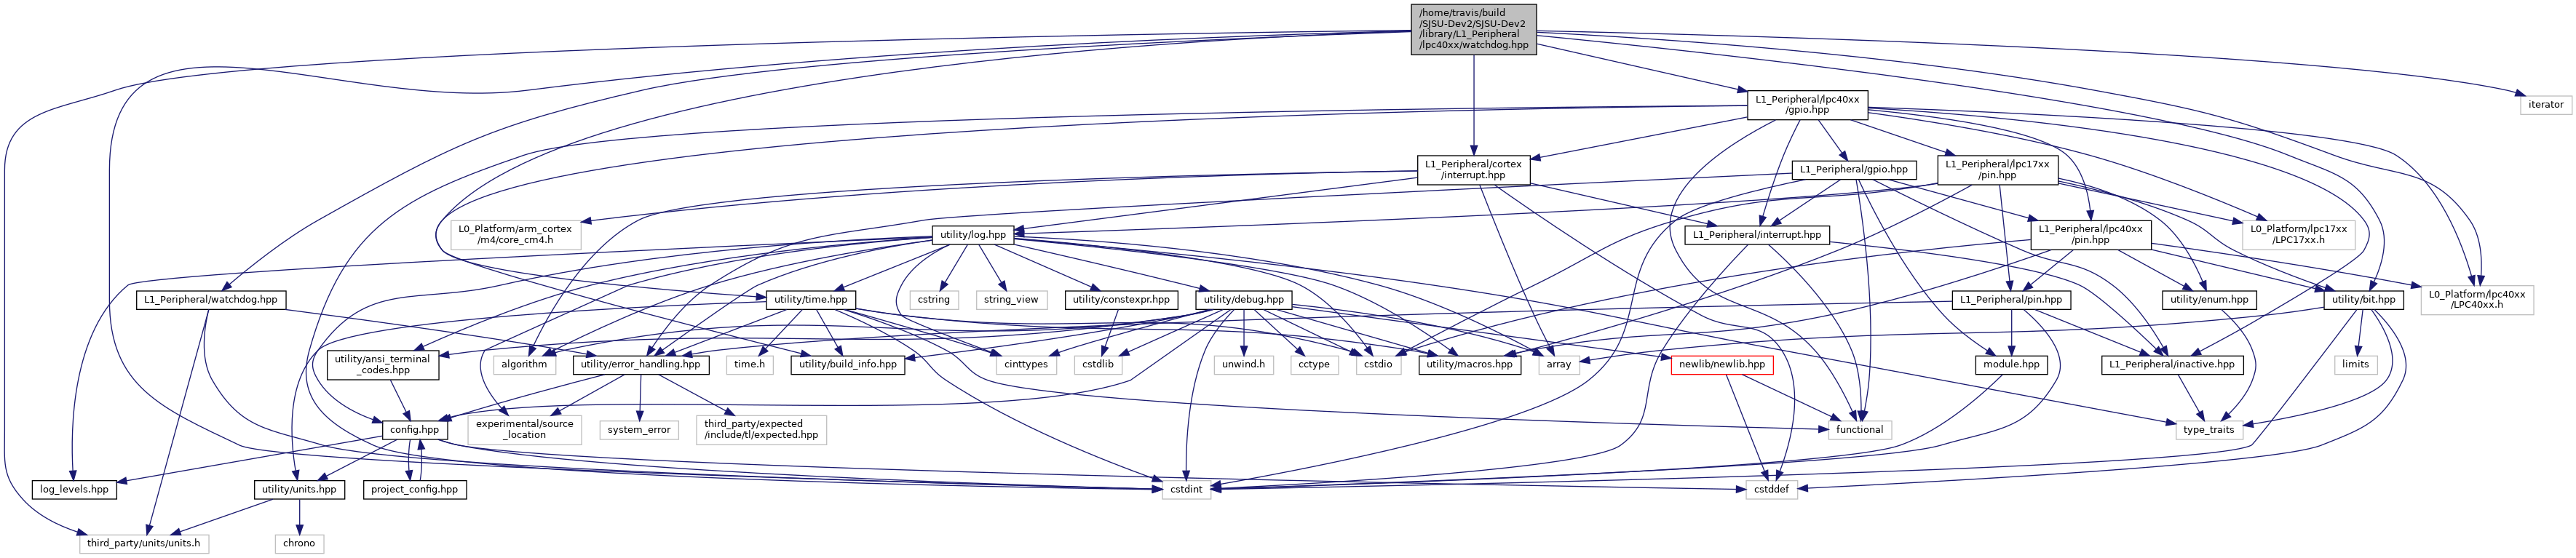 /home/travis/build
/SJSU-Dev2/SJSU-Dev2
/library/L1_Peripheral
/lpc40xx/watchdog.hpp
L1_Peripheral/lpc40xx
/gpio.hpp
iterator
L1_Peripheral/cortex
/interrupt.hpp
L1_Peripheral/gpio.hpp
L1_Peripheral/lpc17xx
/pin.hpp
L0_Platform/arm_cortex
/m4/core_cm4.h
utility/log.hpp
L1_Peripheral/interrupt.hpp
L1_Peripheral/lpc40xx
/pin.hpp
L0_Platform/lpc17xx
/LPC17xx.h
L1_Peripheral/watchdog.hpp
utility/time.hpp
cstring
string_view
utility/constexpr.hpp
utility/debug.hpp
L1_Peripheral/pin.hpp
utility/enum.hpp
utility/bit.hpp
L0_Platform/lpc40xx
/LPC40xx.h
utility/ansi_terminal
_codes.hpp
algorithm
utility/error_handling.hpp
time.h
utility/build_info.hpp
cinttypes
cstdlib
unwind.h
cctype
cstdio
utility/macros.hpp
array
newlib/newlib.hpp
module.hpp
L1_Peripheral/inactive.hpp
limits
config.hpp
experimental/source
_location
system_error
third_party/expected
/include/tl/expected.hpp
functional
type_traits
log_levels.hpp
utility/units.hpp
project_config.hpp
cstdint
cstddef
third_party/units/units.h
chrono